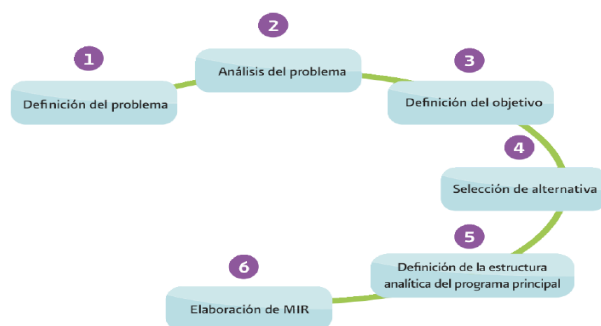 1
Definición del problema
2
Análisis del problema
3
Definición del objetivo
4
Selección de alternativa
5
Definición de la estructura
analítica del programa principal
6
Elaboración de MIR